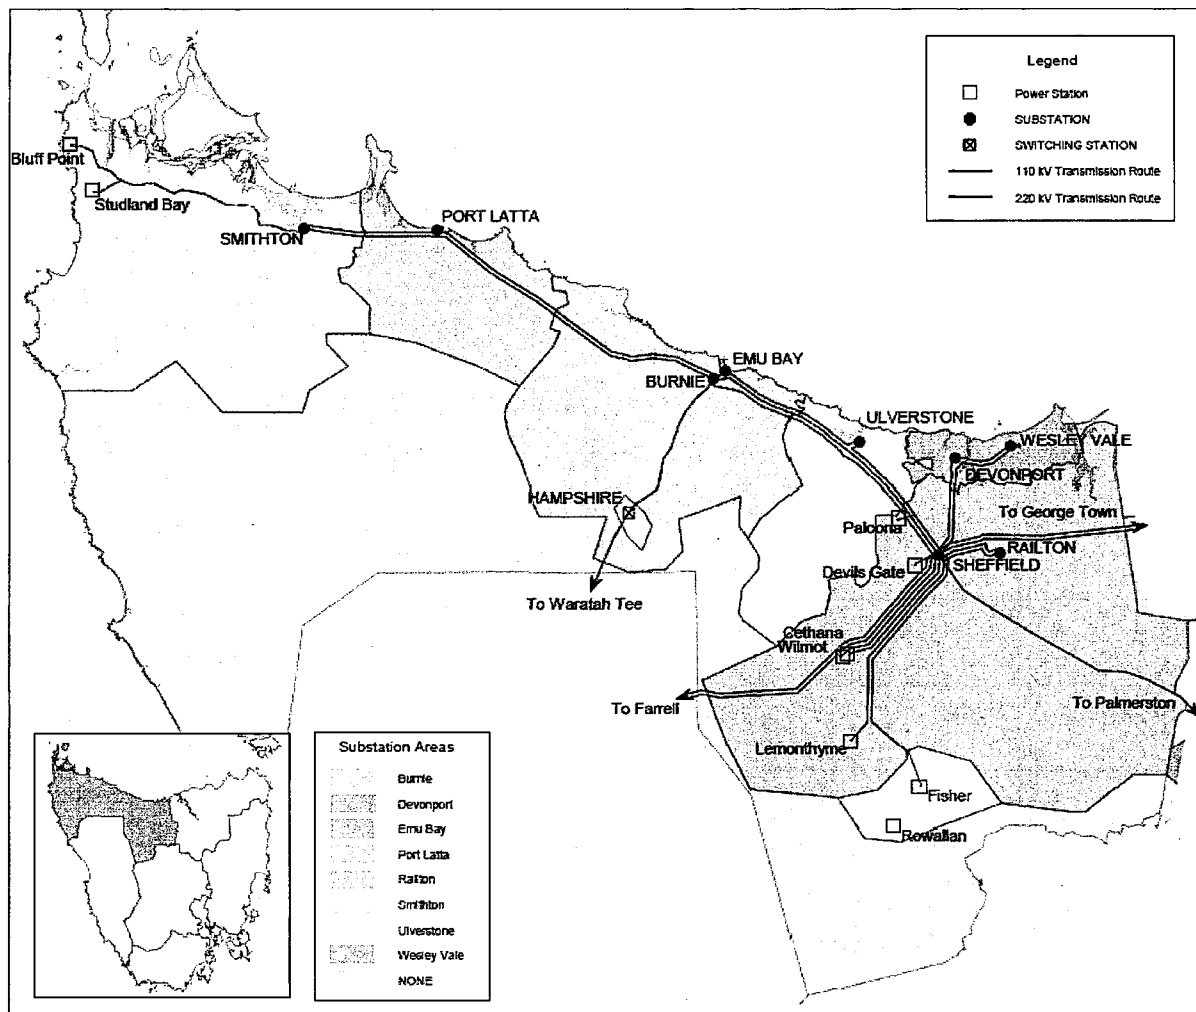 Legend
Power Station
SUBSTATION
SWITCHING STATION
110 kV Transmission Route
220 kV Transmission Route
Bluff Point
Studland Bay
SMITHTON
PORT LATTA
EMU BAY
BURNIE
ULVERSTONE
WESLEY VALE
DEVONPORT
HAMPSHIRE
To George Town
Paloona
RAILTON
SHEFFIELD
Devils Gate
To Waratah Tee
Cethana
Wilmot
To Farrell
To Palmerston
Lemonthyme
Fisher
Rowallan
Substation Areas
Burnie
Devonport
Emu Bay
Port Latta
Railton
Smithton
Ulverstone
Wesley Vale
NONE